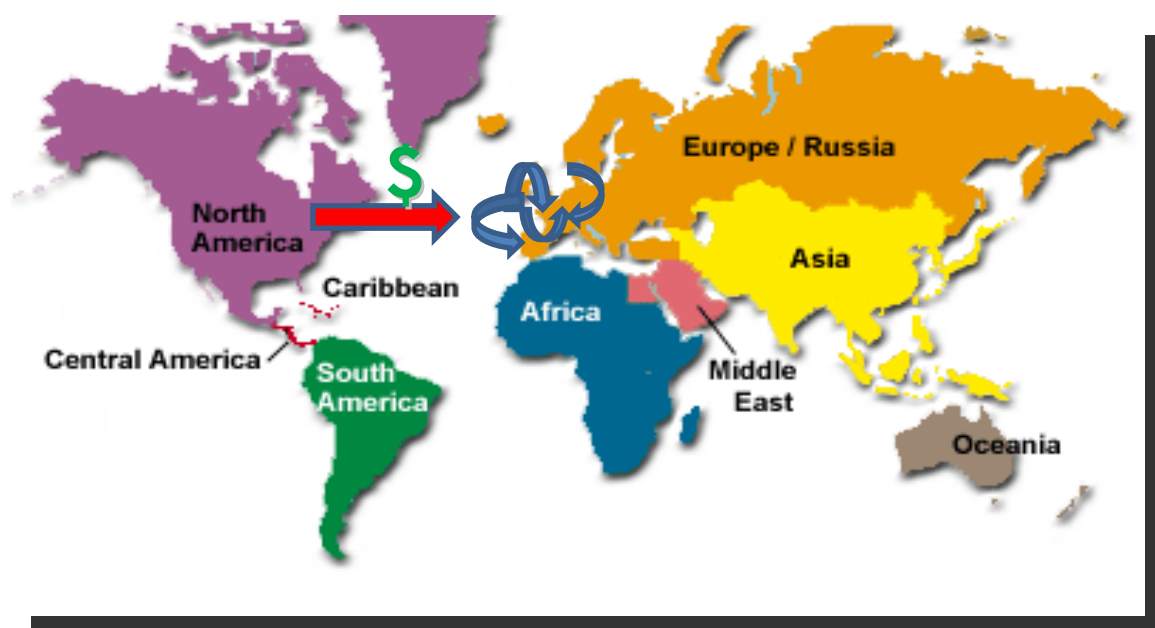 $
Europe / Russia
North
America
Asia
Caribbean
Africa
Central America
South
America
Middle
East
Oceania